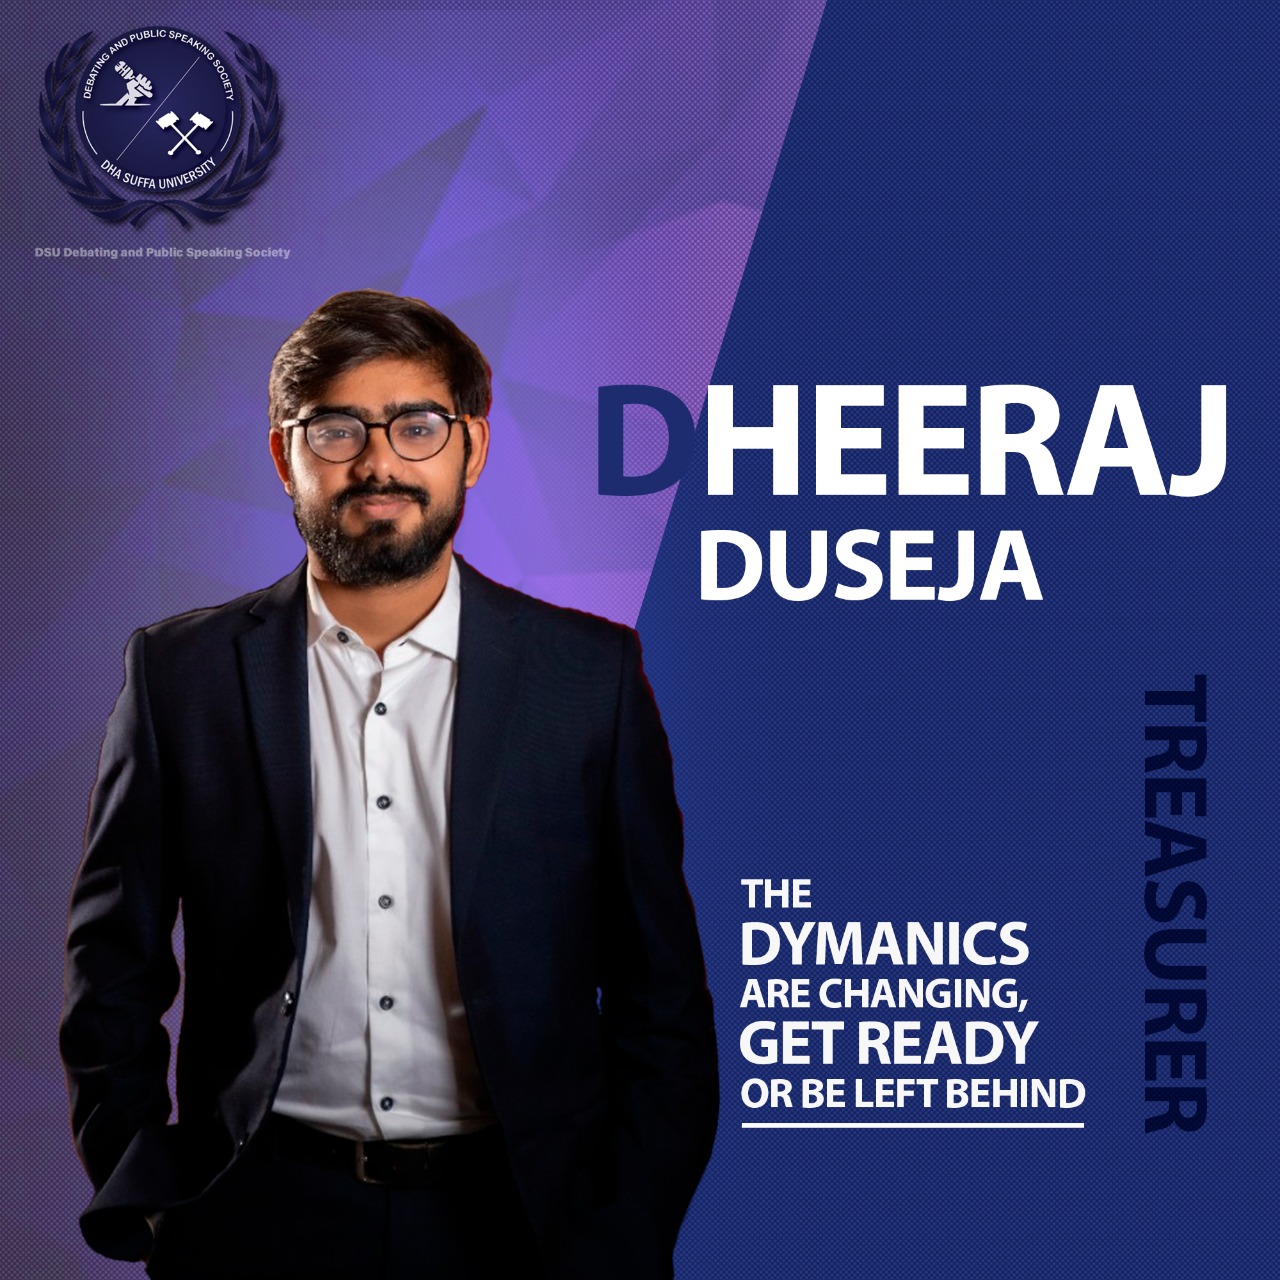 DEBATING AND PUBLIC SPEAKING SOCIETY
DHA SUFFA UNIVERSITY
DSU Debating and Public Speaking Society
DHEERAJ
DUSEJA
TREASURER
THE
DYMANICS
ARE CHANGING,
GET READY
OR BE LEFT BEHIND